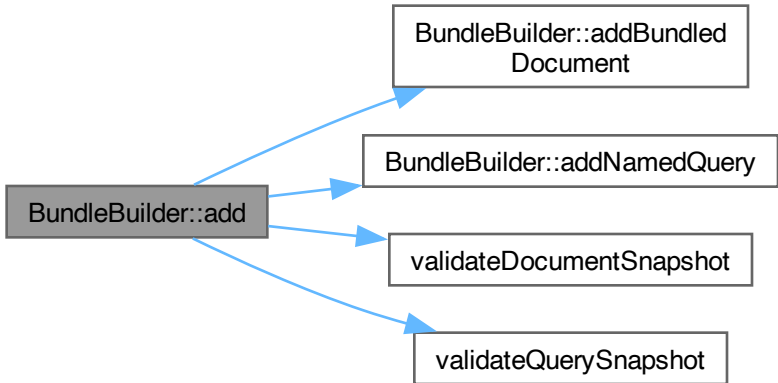 BundleBuilder::addBundled
Document
BundleBuilder::addNamedQuery
BundleBuilder::add
validateDocumentSnapshot
validateQuerySnapshot